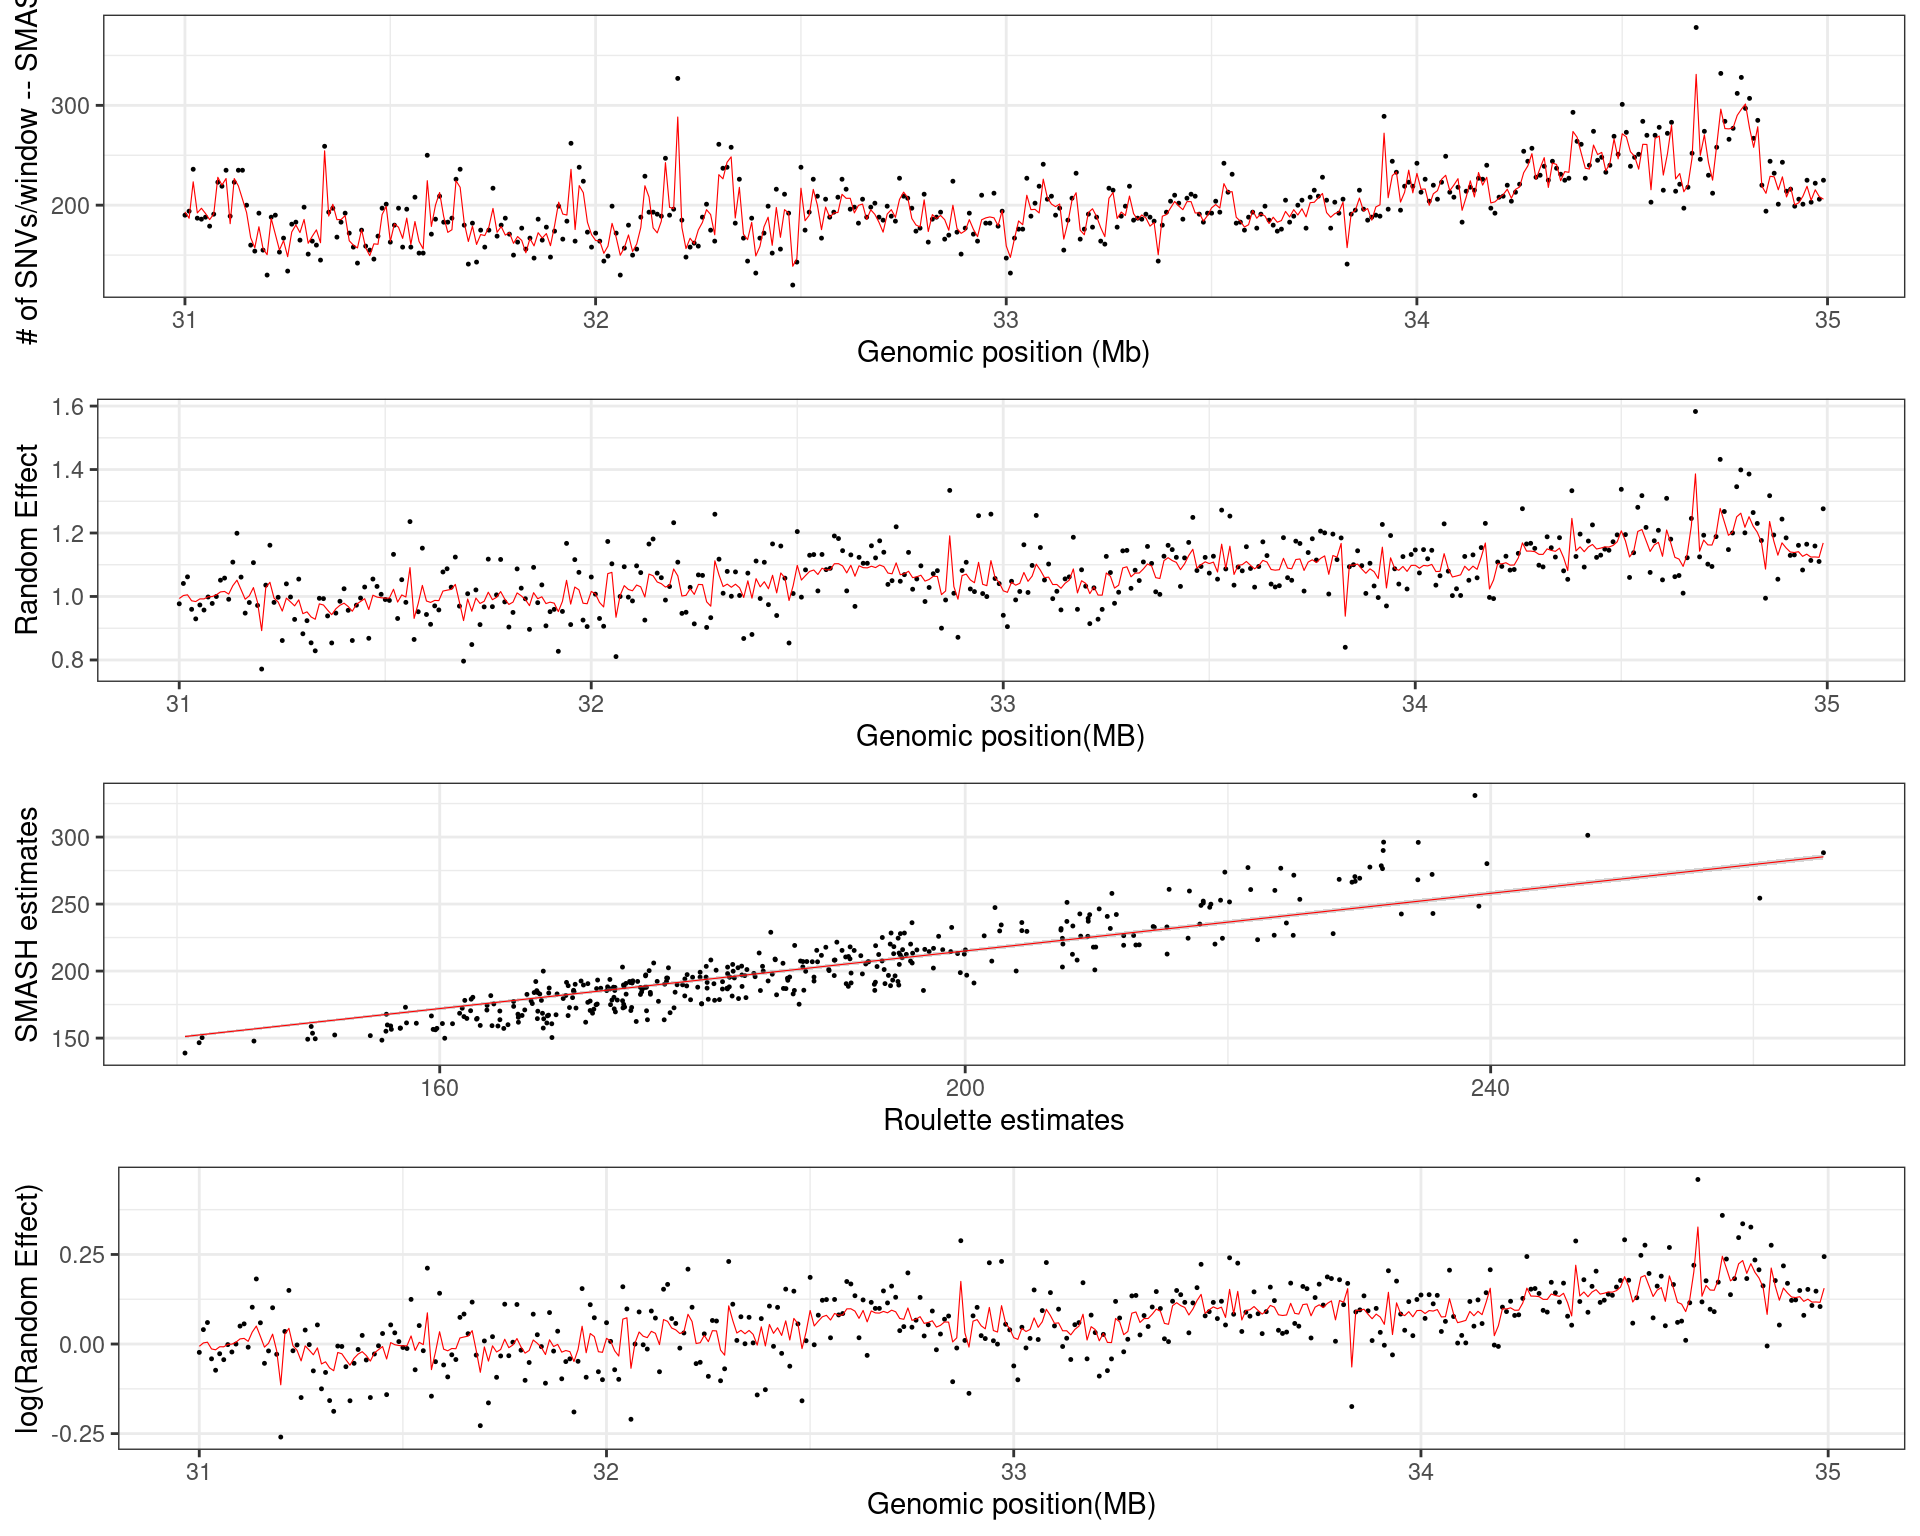 # of SNVs/window -- SMAS
300
200
31 32 33 34 35
Genomic position (Mb)
Random Effect
1.6
1.4
1.2
1.0
0.8
31 32 33 34 35
Genomic position(MB)
SMASH estimates
300
250
200
150
160 200 240
Roulette estimates
log(Random Effect)
0.25
0.00
-0.25
31 32 33 34 35
Genomic position(MB)